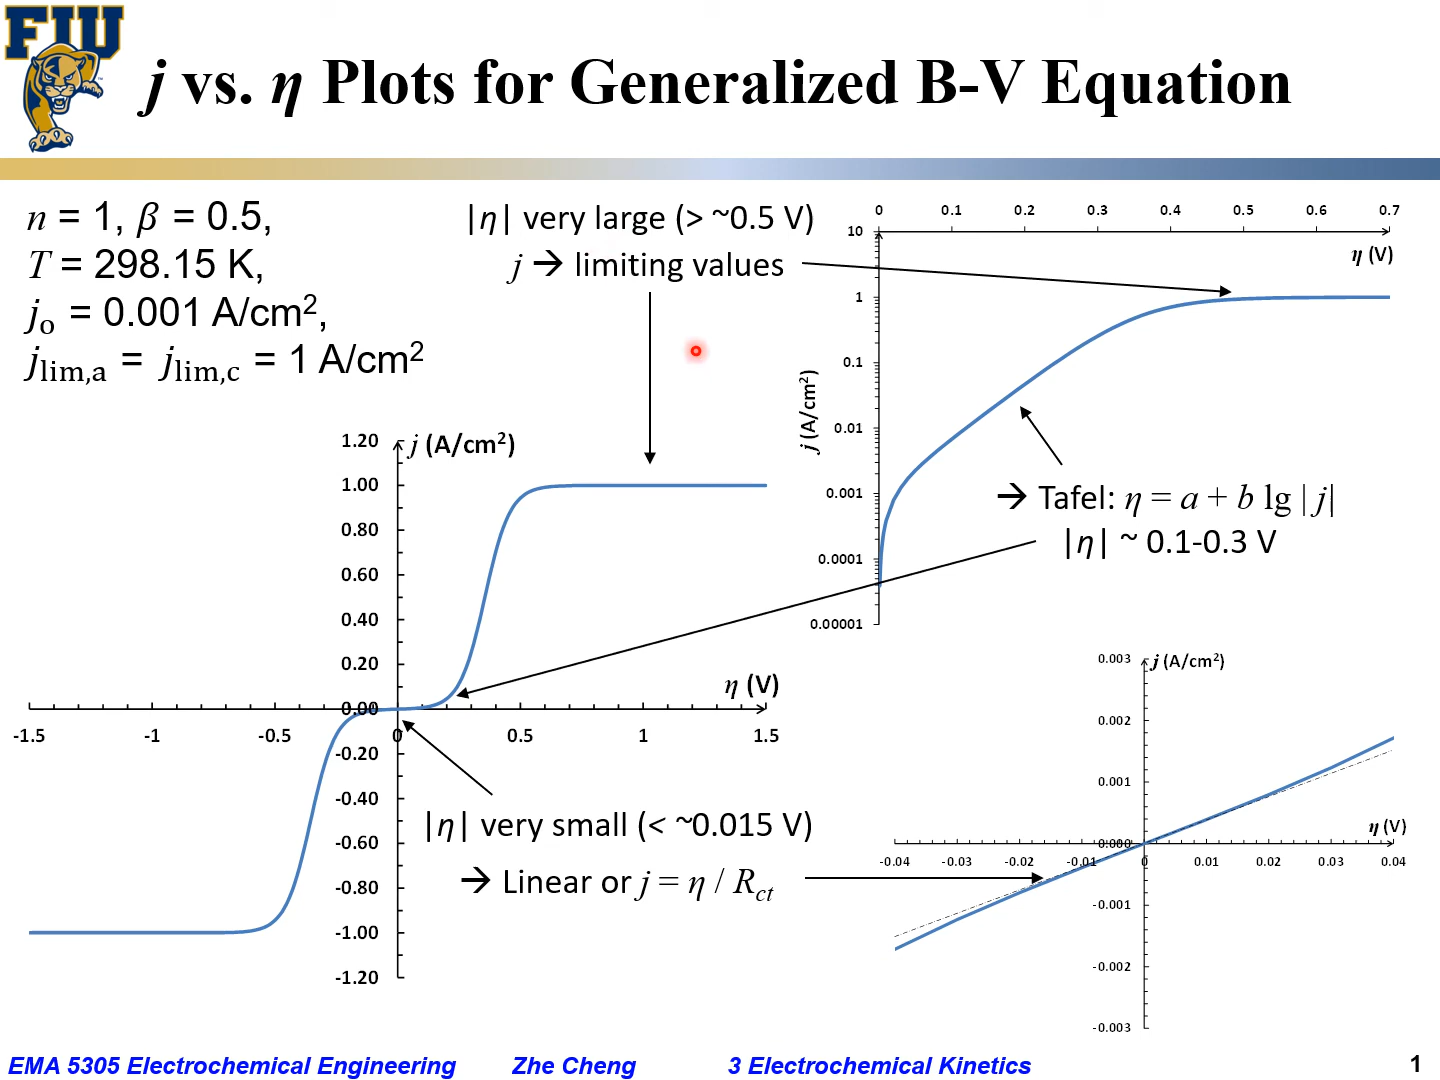 FIU
j vs. η Plots for Generalized B-V Equation
n = 1, β = 0.5,
T = 298.15 K,
jo = 0.001 A/cm2,
jlim,a = jlim,c = 1 A/cm2
|η| very large (> ~0.5 V)
j → limiting values
0 0.1 0.2 0.3 0.4 0.5 0.6 0.7
η (V)
10
1
0.1
0.01
0.001
0.0001
0.00001
j (A/cm2)
→ Tafel: η = a + b lg |j|
|η| ~ 0.1-0.3 V
j (A/cm2)
1.20
1.00
0.80
0.60
0.40
0.20
0.00
-0.20
-0.40
-0.60
-0.80
-1.00
-1.20
η (V)
-1.5 -1 -0.5 0 0.5 1 1.5
|η| very small (< ~0.015 V)
→ Linear or j = η / Rct
j (A/cm2)
0.003
0.002
0.001
0.000
-0.001
-0.002
-0.003
η (V)
-0.04 -0.03 -0.02 -0.01 0 0.01 0.02 0.03 0.04
EMA 5305 Electrochemical Engineering Zhe Cheng 3 Electrochemical Kinetics 1